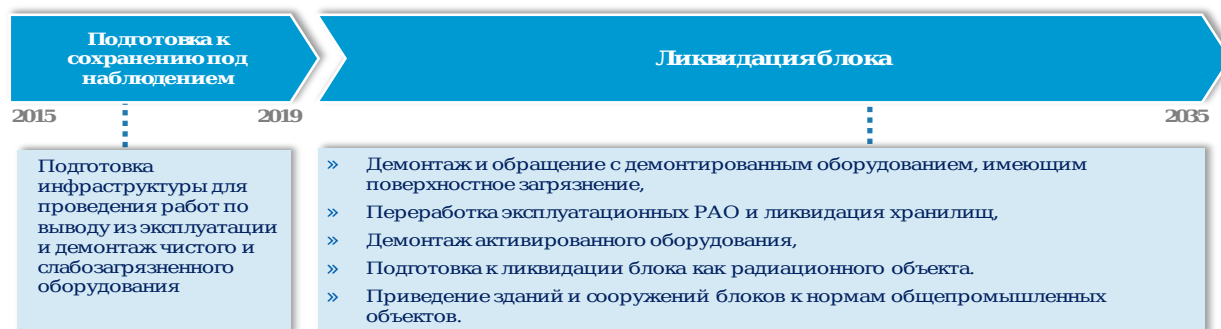 Подготовка к
сохранению под
наблюдением
Ликвидация блока
2015
2019
2035
Подготовка
инфраструктуры для
проведения работ по
выводу из эксплуатации
и демонтаж чистого и
слабозагрязненного
оборудования
» Демонтаж и обращение с демонтированным оборудованием, имеющим
поверхностное загрязнение,
» Переработка эксплуатационных РАО и ликвидация хранилищ,
» Демонтаж активированного оборудования,
» Подготовка к ликвидации блока как радиационного объекта.
» Приведение зданий и сооружений блоков к нормам общепромышленных
объектов.